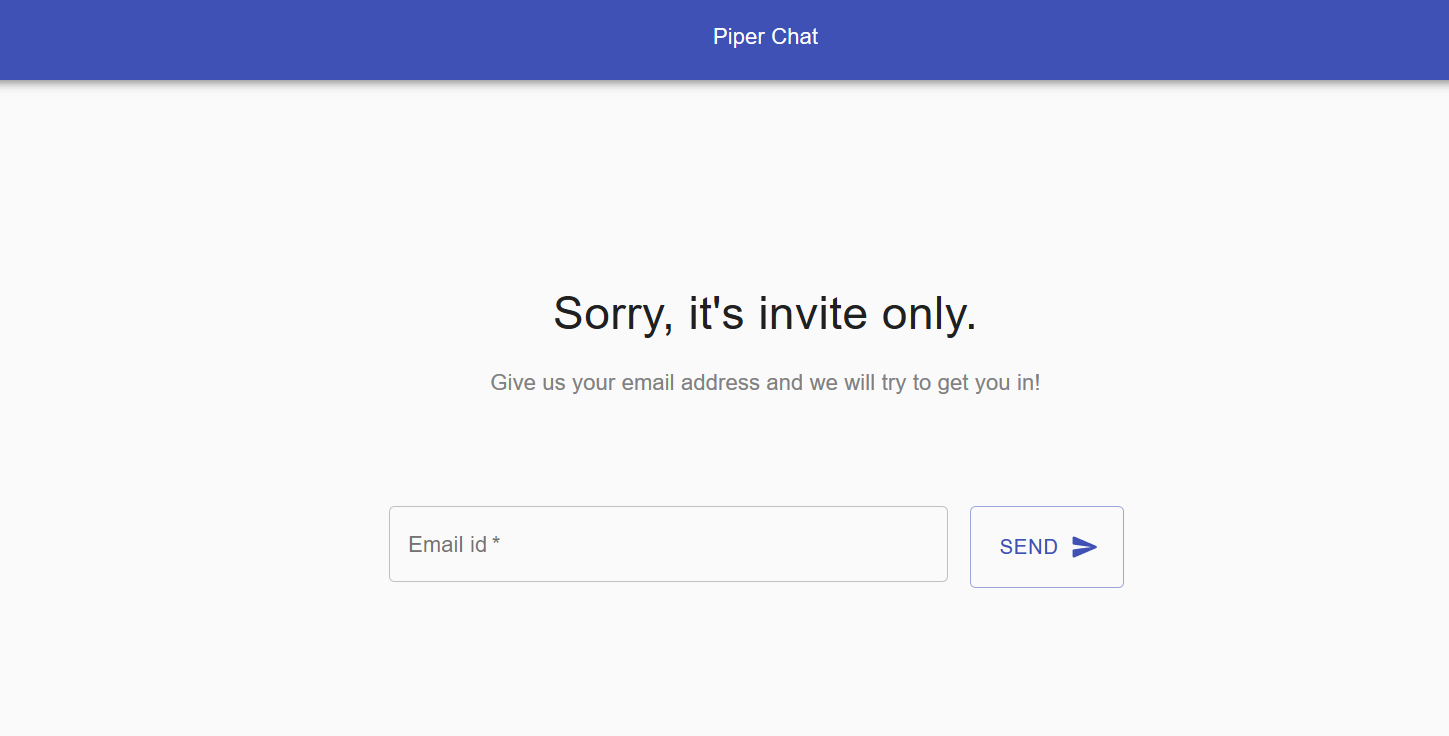 Piper Chat
Sorry, it's invite only.
Give us your email address and we will try to get you in!
Email id *
SEND